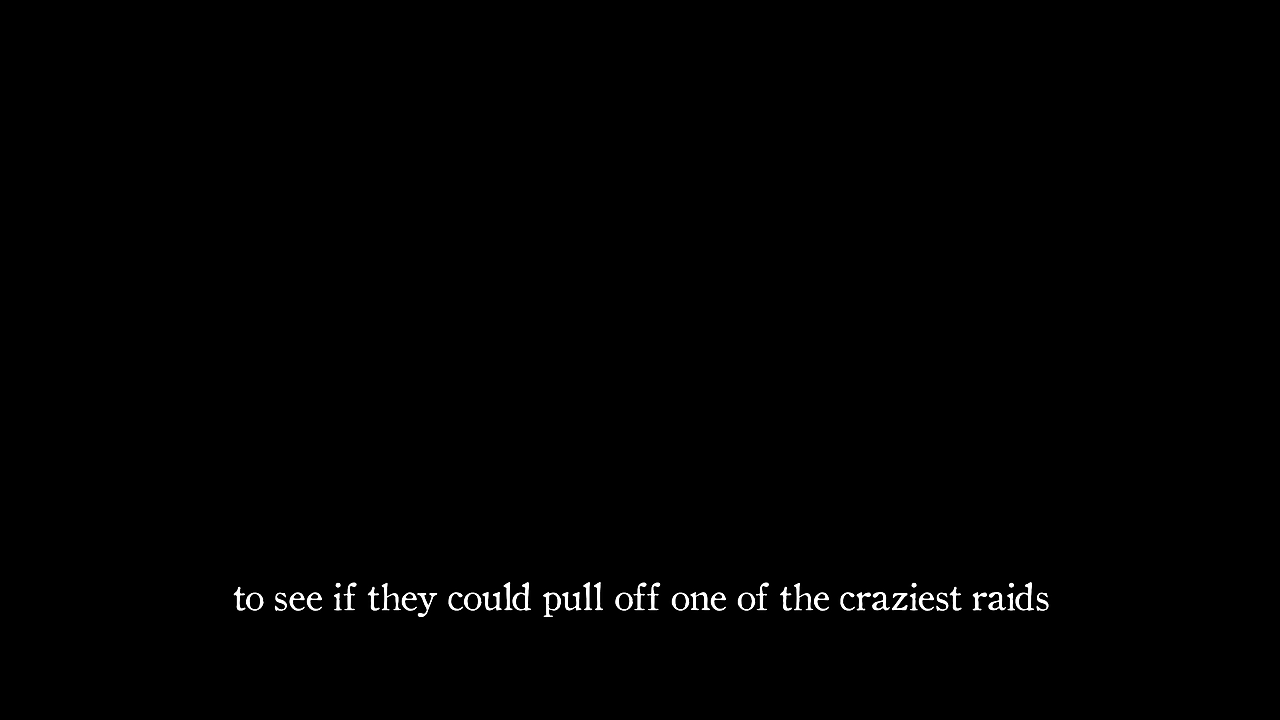 to see if they could pull off one of the craziest raids